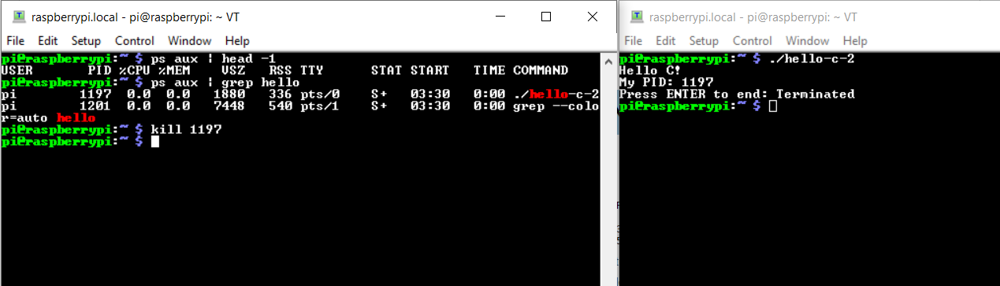 raspberrypi.local - pi@raspberrypi: ~ VT
File Edit Setup Control Window Help
pi@raspberrypi:~ $ ps aux | head -1
USER PID %CPU %MEM VSZ RSS TTY STAT START TIME COMMAND
pi@raspberrypi:~ $ ps aux | grep hello
pi 1197 0.0 0.0 1880 336 pts/0 S+ 03:30 0:00 ./hello-c-2
pi 1201 0.0 0.0 7448 540 pts/1 S+ 03:30 0:00 grep --colo
r=auto hello
pi@raspberrypi:~ $ kill 1197
pi@raspberrypi:~ $
raspberrypi.local - pi@raspberrypi: ~ VT
File Edit Setup Control Window Help
pi@raspberrypi:~ $ ./hello-c-2
Hello C!
My PID: 1197
Press ENTER to end: Terminated
pi@raspberrypi:~ $